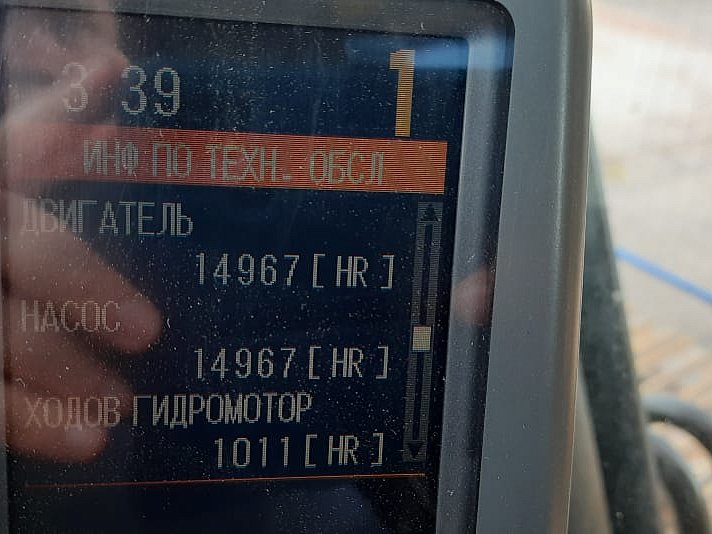 3 39 1
ИНФ ПО ТЕХН. ОБСЛ
ДВИГАТЕЛЬ
14967[HR]
НАСОС
14967[HR]
ХОДОВ ГИДРОМОТОР
1011[HR]